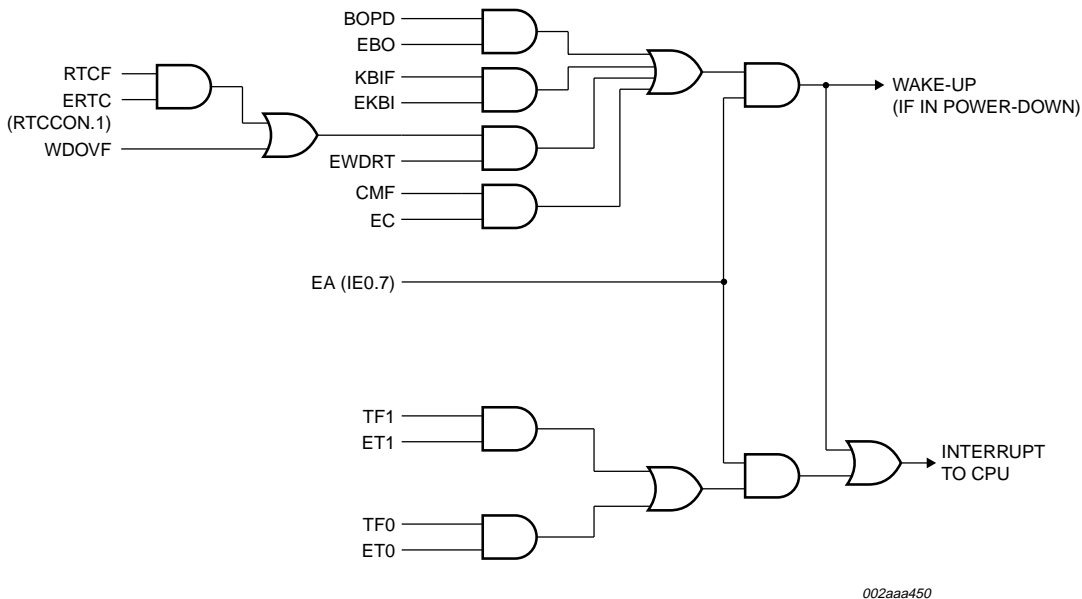 BOPD
EBO
RTCF
ERTC
(RTCCON.1)
WDOVF
KBIF
EKBI
EWDRT
CMF
EC
WAKE-UP
(IF IN POWER-DOWN)
EA (IE0.7)
TF1
ET1
TF0
ET0
INTERRUPT
TO CPU
002aaa450